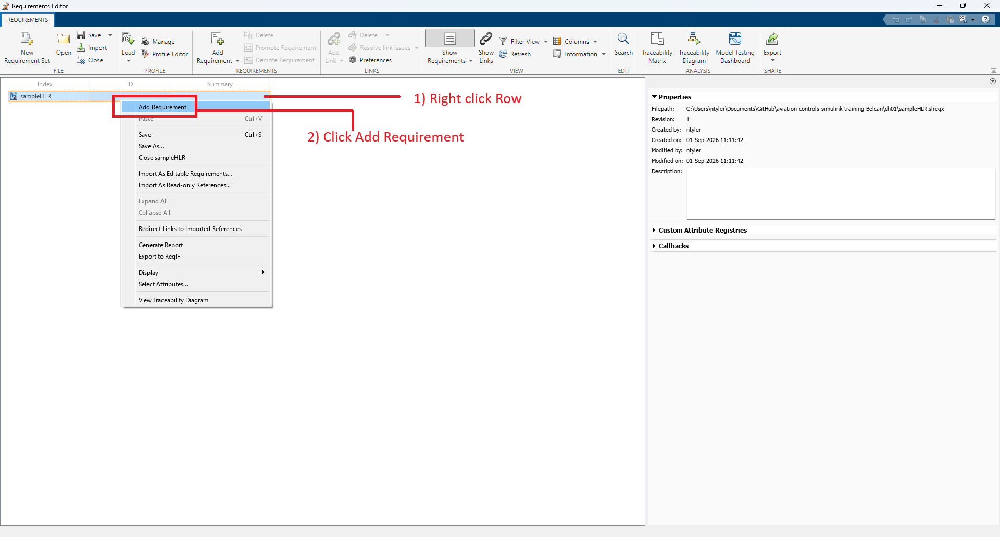 Requirements Editor
REQUIREMENTS
New
Requirement Set
Open
Save
Import
Close
FILE
Load
Manage
Profile Editor
PROFILE
Add
Requirement
Delete
Promote Requirement
Demote Requirement
REQUIREMENTS
Add
Link
Delete
Resolve link issues
Preferences
LINKS
Show
Requirements
Show
Links
Filter View
Refresh
Columns
Information
VIEW
Search
EDIT
Traceability
Matrix
Traceability
Diagram
Model Testing
Dashboard
ANALYSIS
Export
SHARE
Index ID Summary
sampleHLR
1) Right click Row
2) Click Add Requirement
Add Requirement
Paste Ctrl+V
Save Ctrl+S
Save As...
Close sampleHLR
Import As Editable Requirements...
Import As Read-only References...
Expand All
Collapse All
Redirect Links to Imported References
Generate Report
Export to ReqIF
Display
Select Attributes...
View Traceability Diagram
Properties
Filepath: C:\Users\ntyler\Documents\GitHub\aviation-controls-simulink-training-Belcan\ch01\sampleHLR.slreqx
Revision: 1
Created by: ntyler
Created on: 01-Sep-2026 11:11:42
Modified by: ntyler
Modified on: 01-Sep-2026 11:11:42
Description:
Custom Attribute Registries
Callbacks